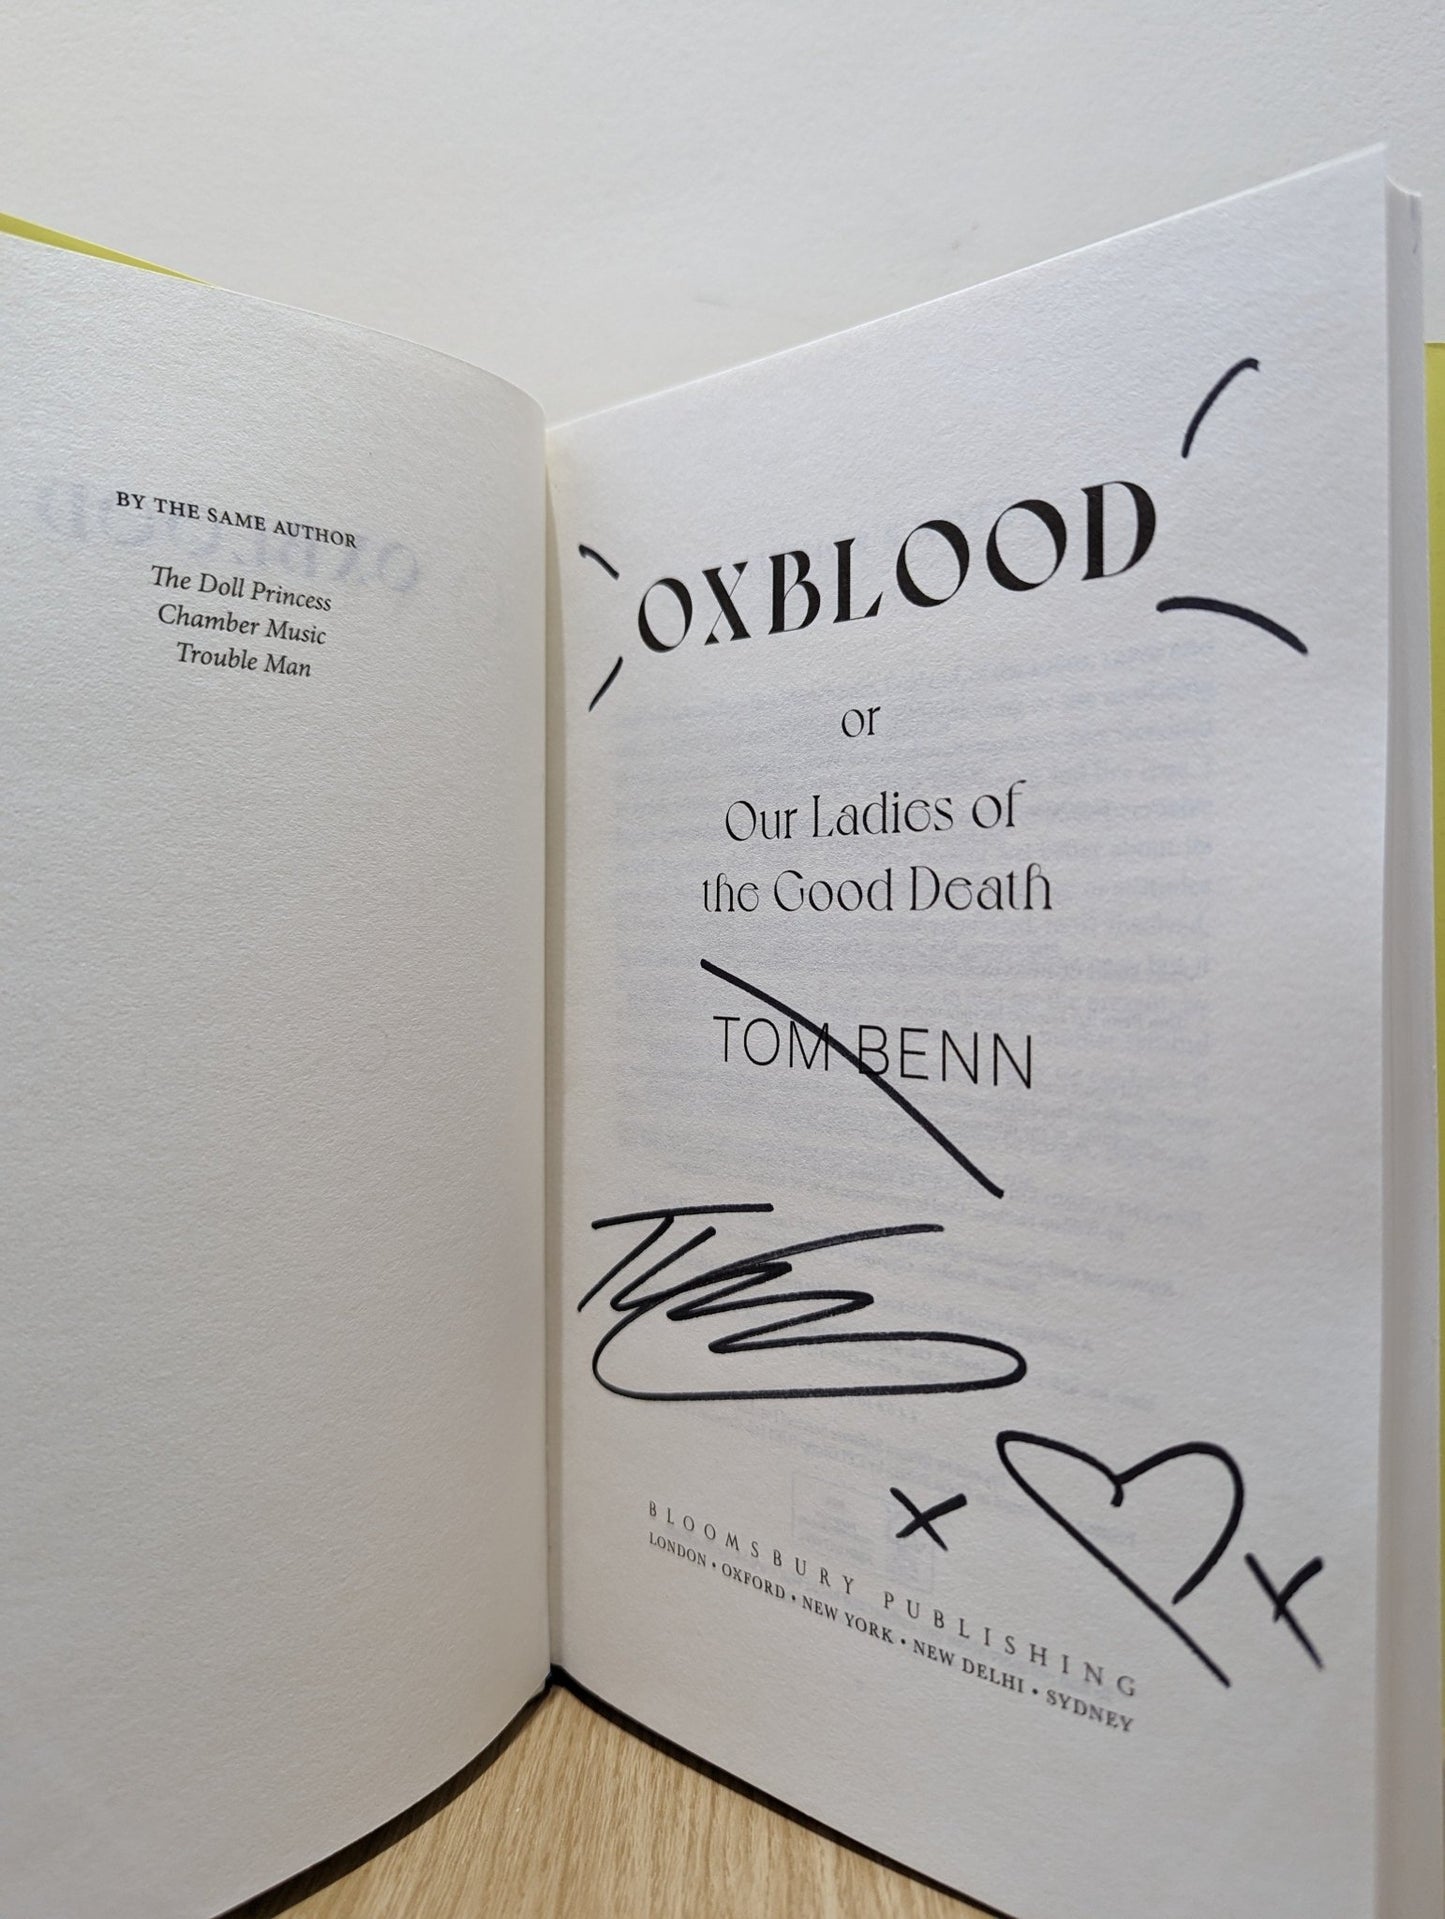 BY THE SAME AUTHOR
The Doll Princess
Chamber Music
Trouble Man
OXBLOOD
or
Our Ladies of
the Good Death
TOM BENN
x x
BLOOMSBURY PUBLISHING
LONDON • OXFORD • NEW YORK • NEW DELHI • SYDNEY